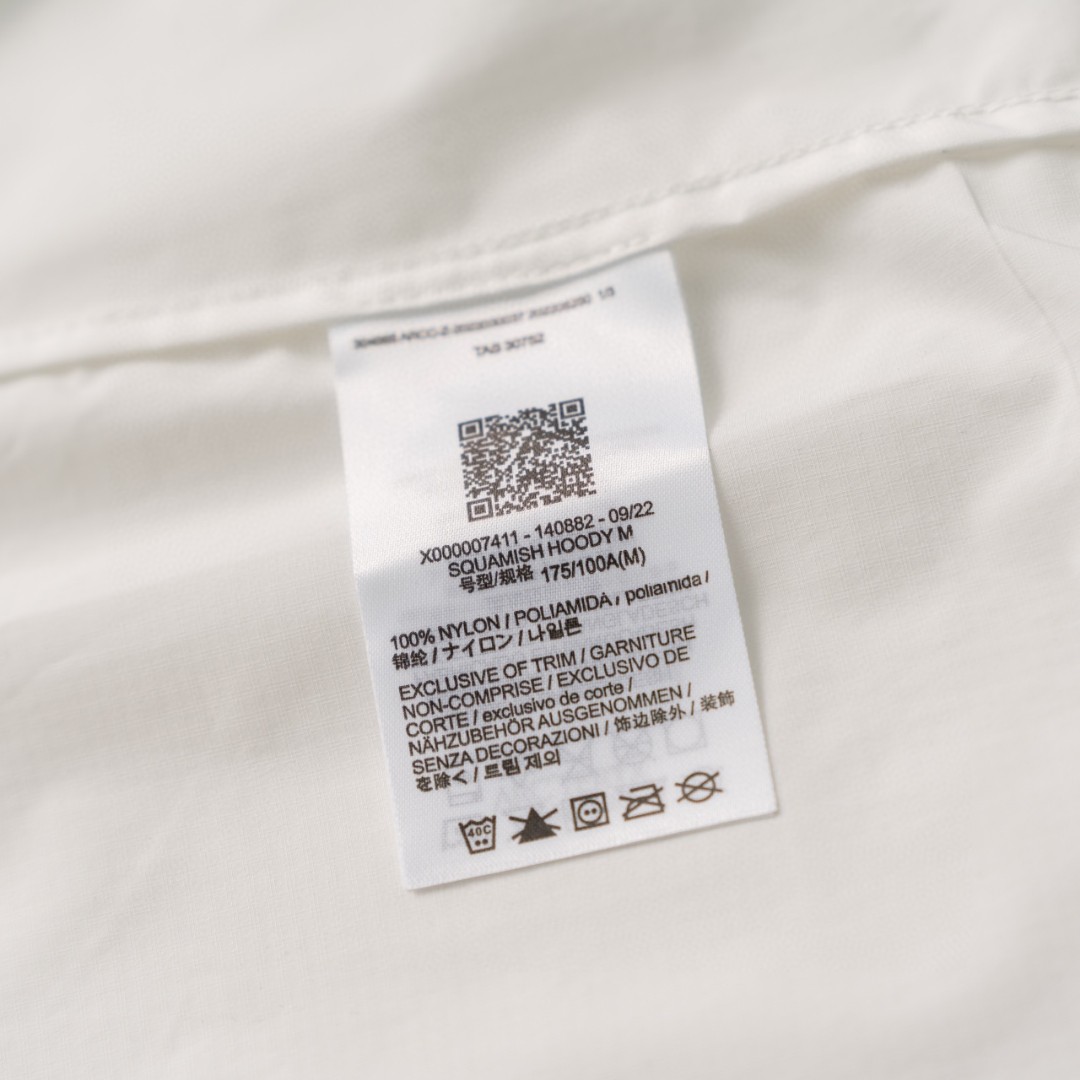 TAS 30752
X000007411 - 140882 - 09/22
SQUAMISH HOODY M
号型/规格 175/100A(M)
100% NYLON / POLIAMIDA / poliamida /
锦纶 / ナイロン / 나일론
EXCLUSIVE OF TRIM / GARNITURE
NON-COMPRISE / EXCLUSIVO DE
CORTE / exclusivo de corte /
NÄHZUBEHÖR AUSGENOMMEN /
SENZA DECORAZIONI / 饰边除外 / 装飾
を除く / 트림 제외
40C